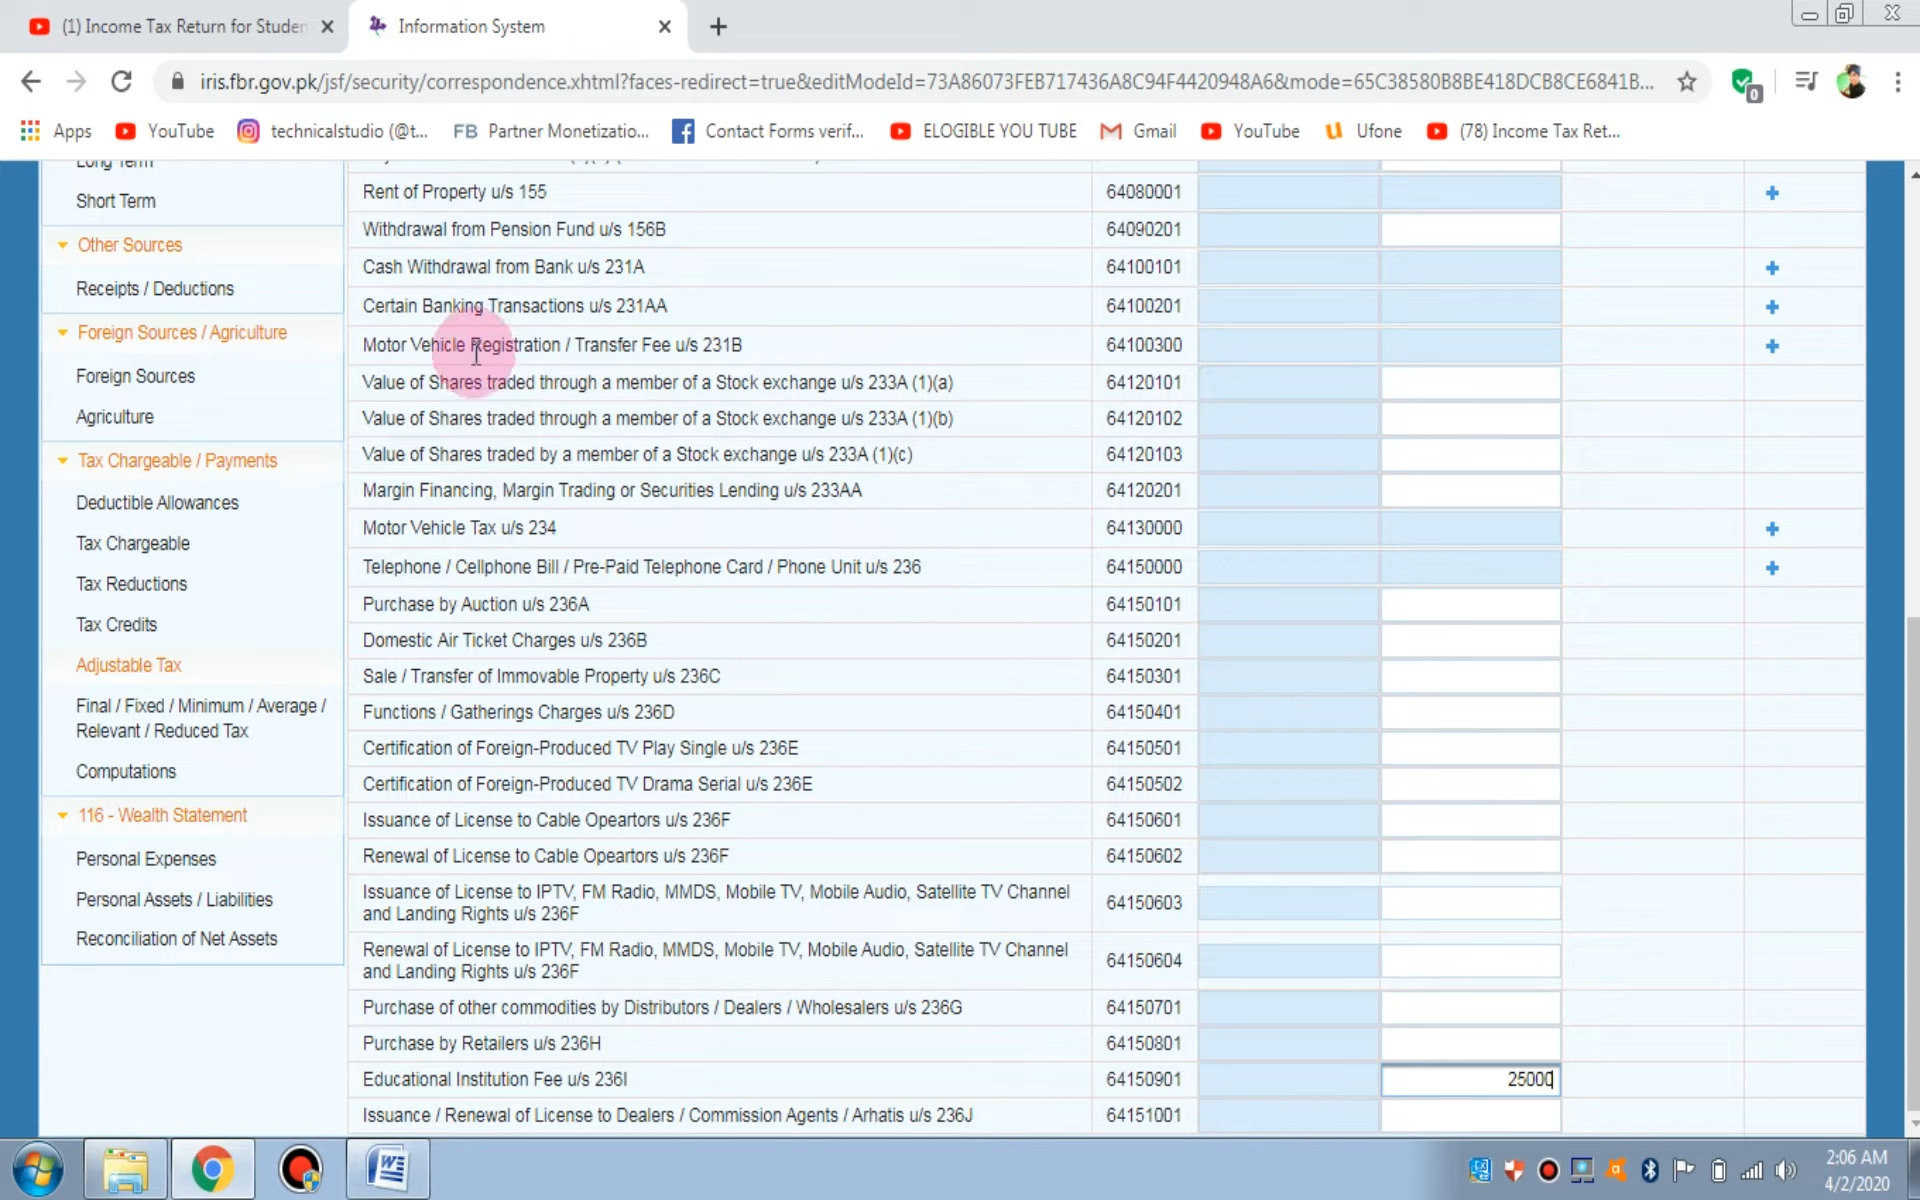 (1) Income Tax Return for Studen
Information System
iris.fbr.gov.pk/jsf/security/correspondence.xhtml?faces-redirect=true&editModeId=73A86073FEB717436A8C94F4420948A6&mode=65C38580B8BE418DCB8CE6841B...
0
Apps YouTube technicalstudio (@t... FB Partner Monetizatio... Contact Forms verif... ELOGIBLE YOU TUBE Gmail YouTube Ufone (78) Income Tax Ret...
Long Term
Short Term
Other Sources
Receipts / Deductions
Foreign Sources / Agriculture
Foreign Sources
Agriculture
Tax Chargeable / Payments
Deductible Allowances
Tax Chargeable
Tax Reductions
Tax Credits
Adjustable Tax
Final / Fixed / Minimum / Average /
Relevant / Reduced Tax
Computations
116 - Wealth Statement
Personal Expenses
Personal Assets / Liabilities
Reconciliation of Net Assets
Rent of Property u/s 155 64080001
Withdrawal from Pension Fund u/s 156B 64090201
Cash Withdrawal from Bank u/s 231A 64100101
Certain Banking Transactions u/s 231AA 64100201
Motor Vehicle Registration / Transfer Fee u/s 231B 64100300
Value of Shares traded through a member of a Stock exchange u/s 233A (1)(a) 64120101
Value of Shares traded through a member of a Stock exchange u/s 233A (1)(b) 64120102
Value of Shares traded by a member of a Stock exchange u/s 233A (1)(c) 64120103
Margin Financing, Margin Trading or Securities Lending u/s 233AA 64120201
Motor Vehicle Tax u/s 234 64130000
Telephone / Cellphone Bill / Pre-Paid Telephone Card / Phone Unit u/s 236 64150000
Purchase by Auction u/s 236A 64150101
Domestic Air Ticket Charges u/s 236B 64150201
Sale / Transfer of Immovable Property u/s 236C 64150301
Functions / Gatherings Charges u/s 236D 64150401
Certification of Foreign-Produced TV Play Single u/s 236E 64150501
Certification of Foreign-Produced TV Drama Serial u/s 236E 64150502
Issuance of License to Cable Opeartors u/s 236F 64150601
Renewal of License to Cable Opeartors u/s 236F 64150602
Issuance of License to IPTV, FM Radio, MMDS, Mobile TV, Mobile Audio, Satellite TV Channel
and Landing Rights u/s 236F 64150603
Renewal of License to IPTV, FM Radio, MMDS, Mobile TV, Mobile Audio, Satellite TV Channel
and Landing Rights u/s 236F 64150604
Purchase of other commodities by Distributors / Dealers / Wholesalers u/s 236G 64150701
Purchase by Retailers u/s 236H 64150801
Educational Institution Fee u/s 236I 64150901 25000
Issuance / Renewal of License to Dealers / Commission Agents / Arhatis u/s 236J 64151001
2:06 AM
4/2/2020